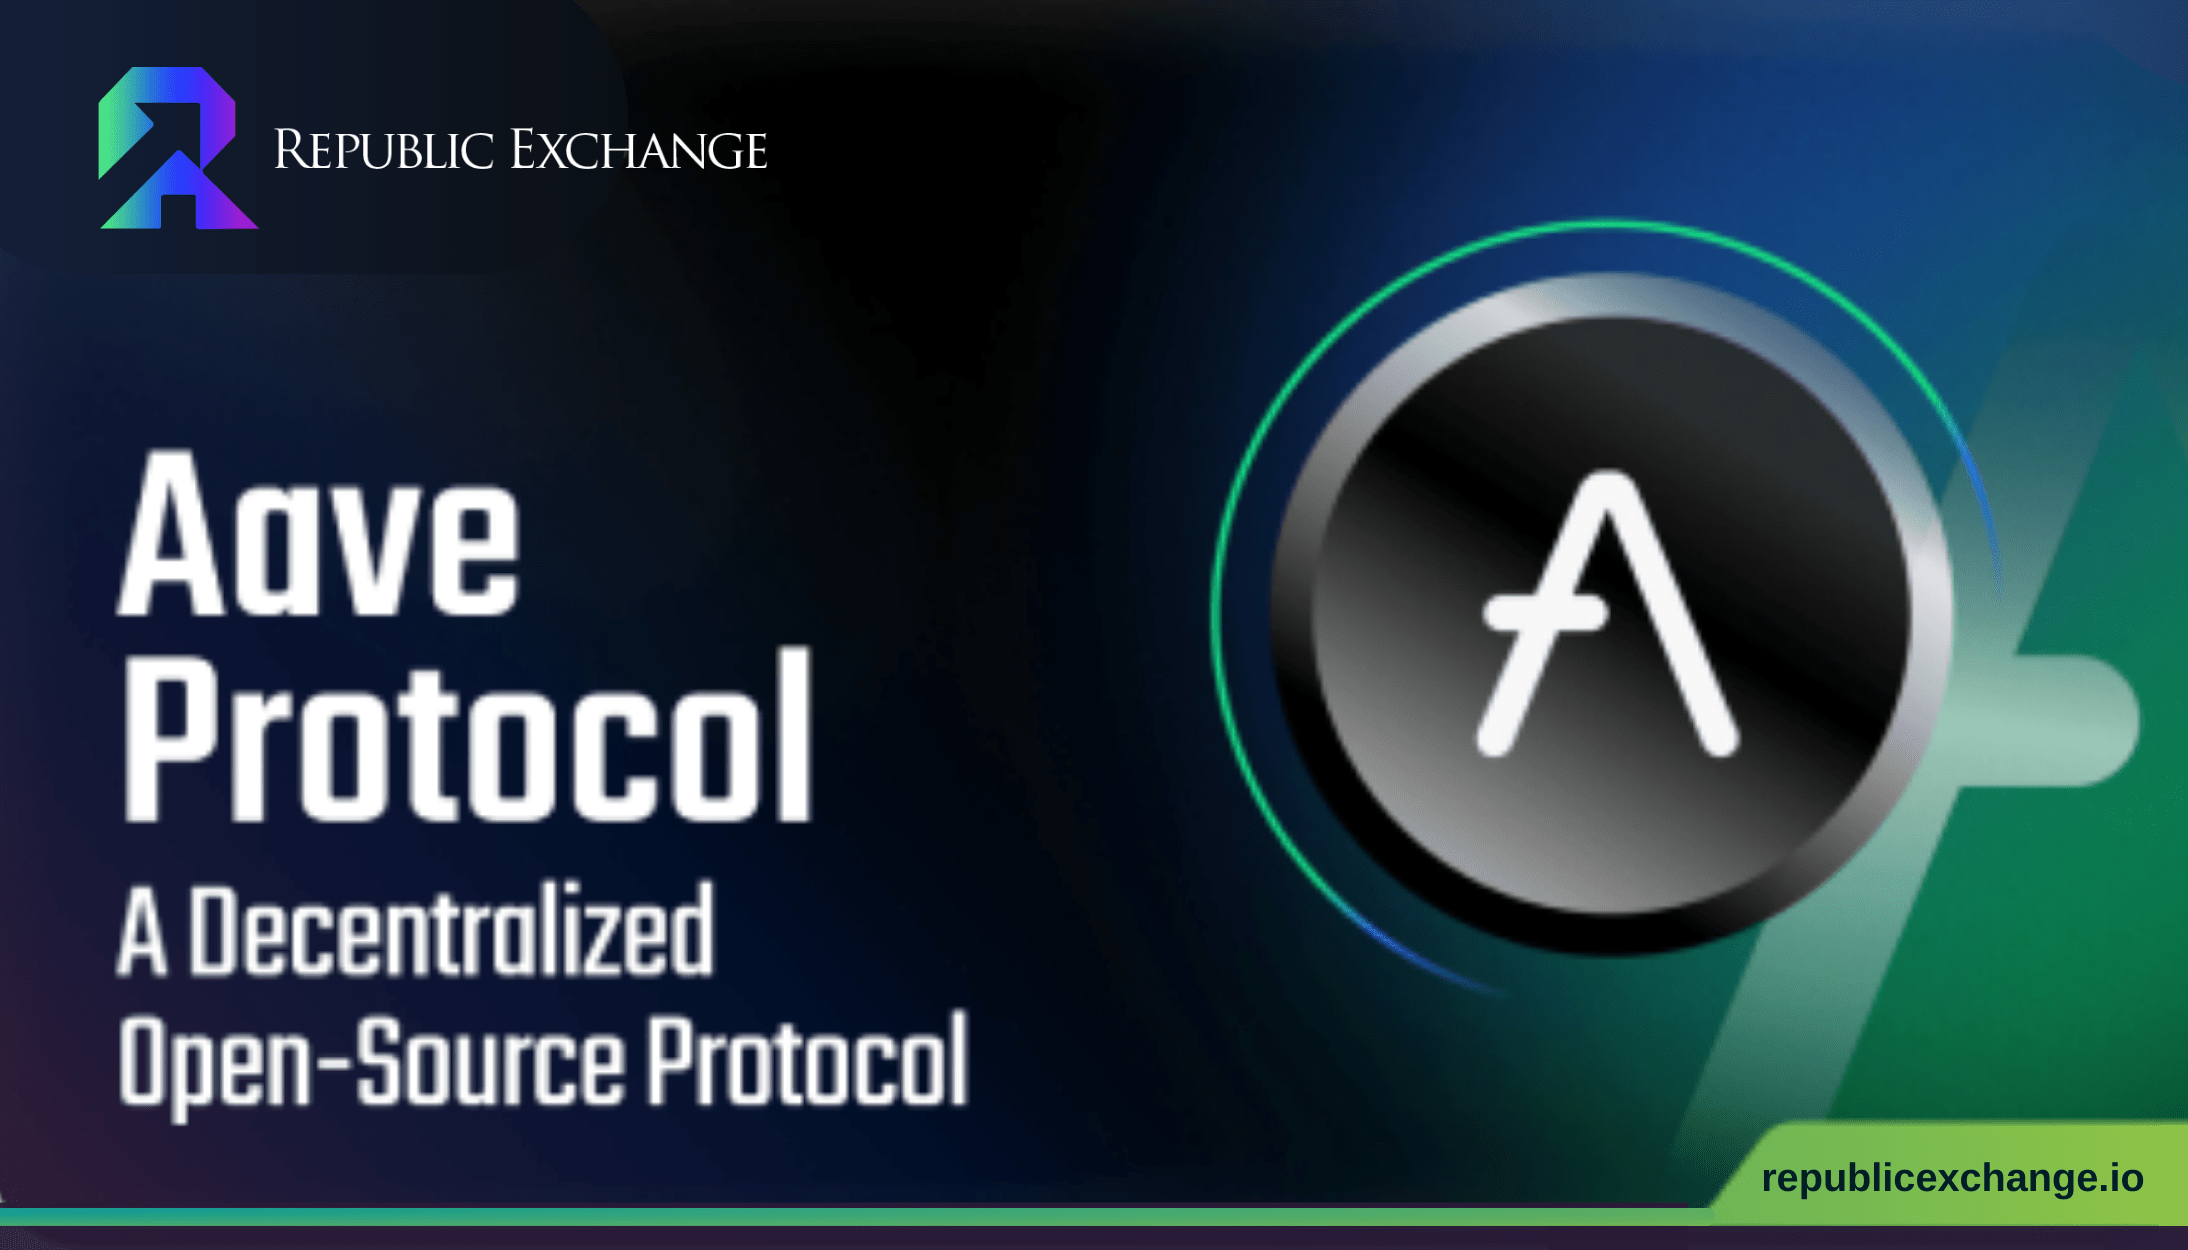 REPUBLIC EXCHANGE
Aave
Protocol
A Decentralized
Open-Source Protocol
republicexchange.io